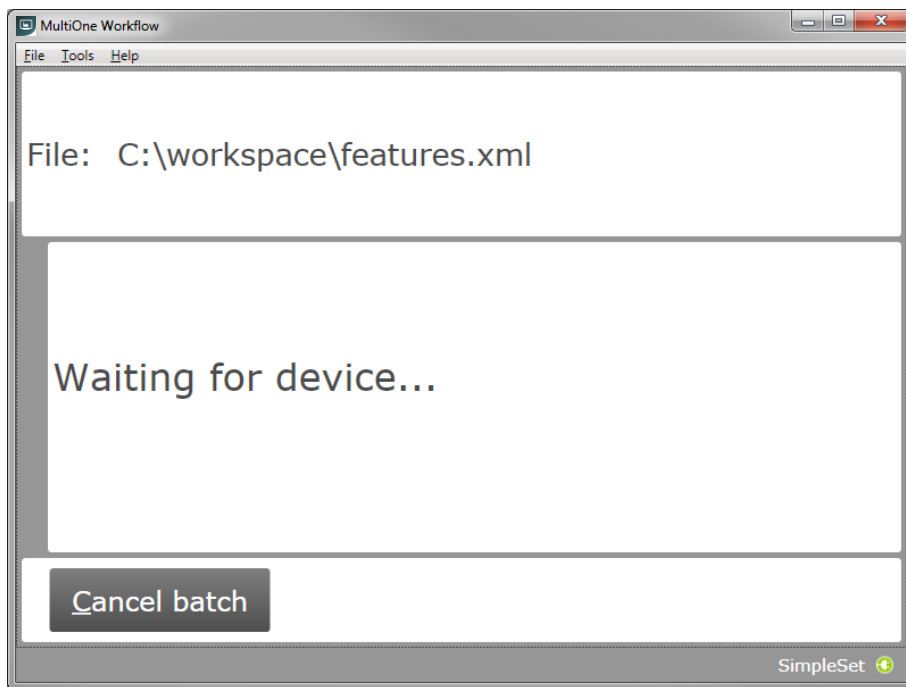 MultiOne Workflow
File Tools Help
File: C:\workspace\features.xml
Waiting for device...
Cancel batch
SimpleSet